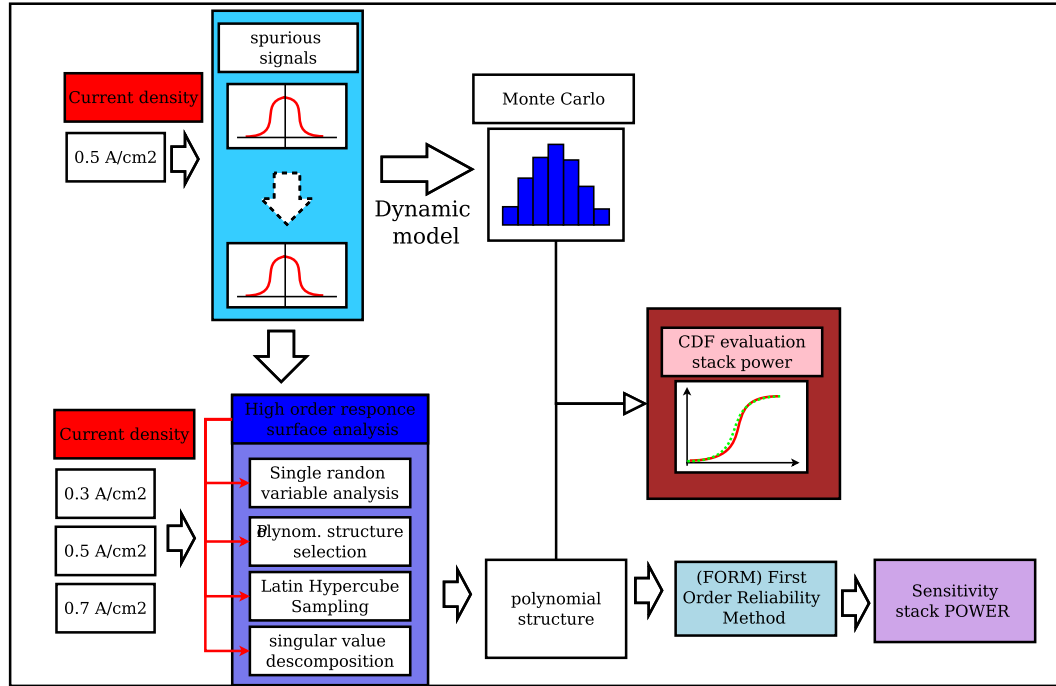 spurious
signals
Current density
0.5 A/cm2
Dynamic
model
Monte Carlo
CDF evaluation
stack power
Current density
0.3 A/cm2
0.5 A/cm2
0.7 A/cm2
High order responce
surface analysis
Single randon
variable analysis
Polynom. structure
selection
Latin Hypercube
Sampling
singular value
descomposition
polynomial
structure
(FORM) First
Order Reliability
Method
Sensitivity
stack POWER